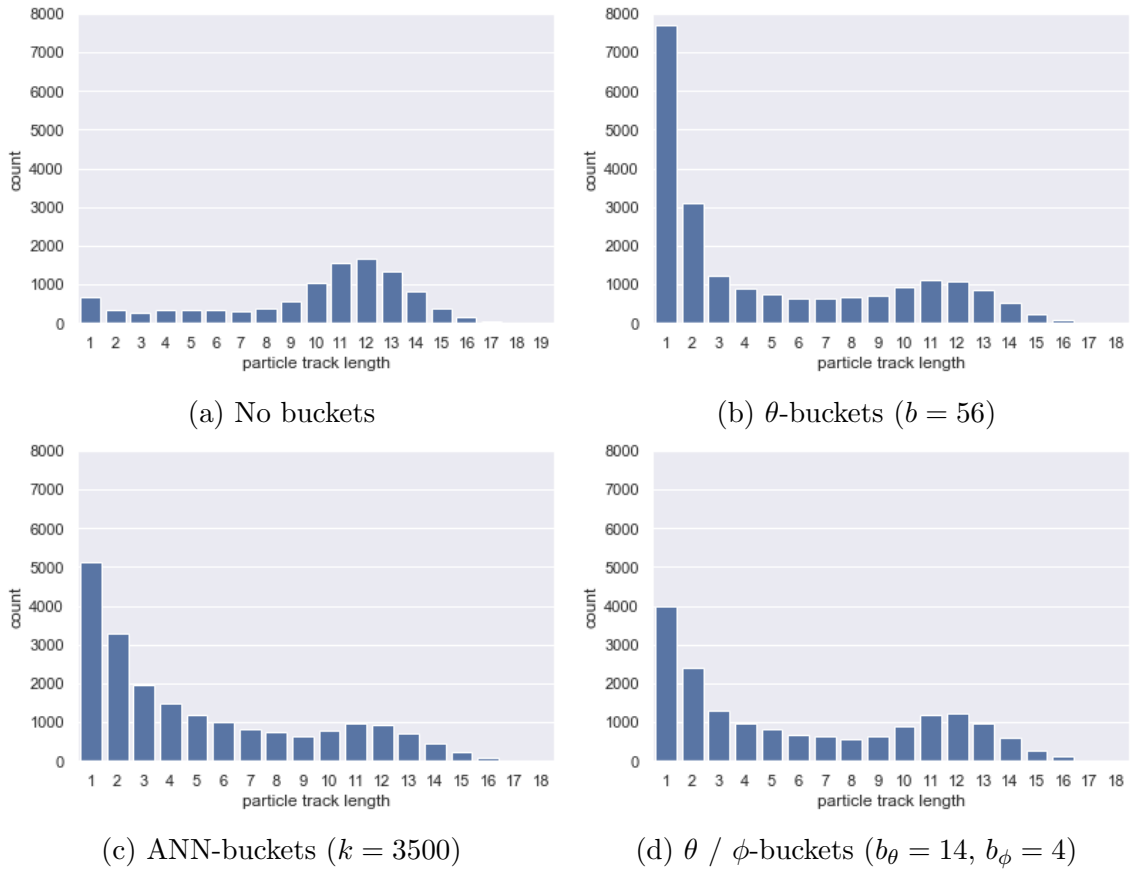 8000
7000
6000
5000
4000
3000
2000
1000
0
count
1 2 3 4 5 6 7 8 9 10 11 12 13 14 15 16 17 18 19
particle track length
(a) No buckets
8000
7000
6000
5000
4000
3000
2000
1000
0
count
1 2 3 4 5 6 7 8 9 10 11 12 13 14 15 16 17 18
particle track length
(b) θ-buckets (b = 56)
8000
7000
6000
5000
4000
3000
2000
1000
0
count
1 2 3 4 5 6 7 8 9 10 11 12 13 14 15 16 17 18
particle track length
(c) ANN-buckets (k = 3500)
8000
7000
6000
5000
4000
3000
2000
1000
0
count
1 2 3 4 5 6 7 8 9 10 11 12 13 14 15 16 17 18
particle track length
(d) θ / ϕ-buckets (b_θ = 14, b_ϕ = 4)